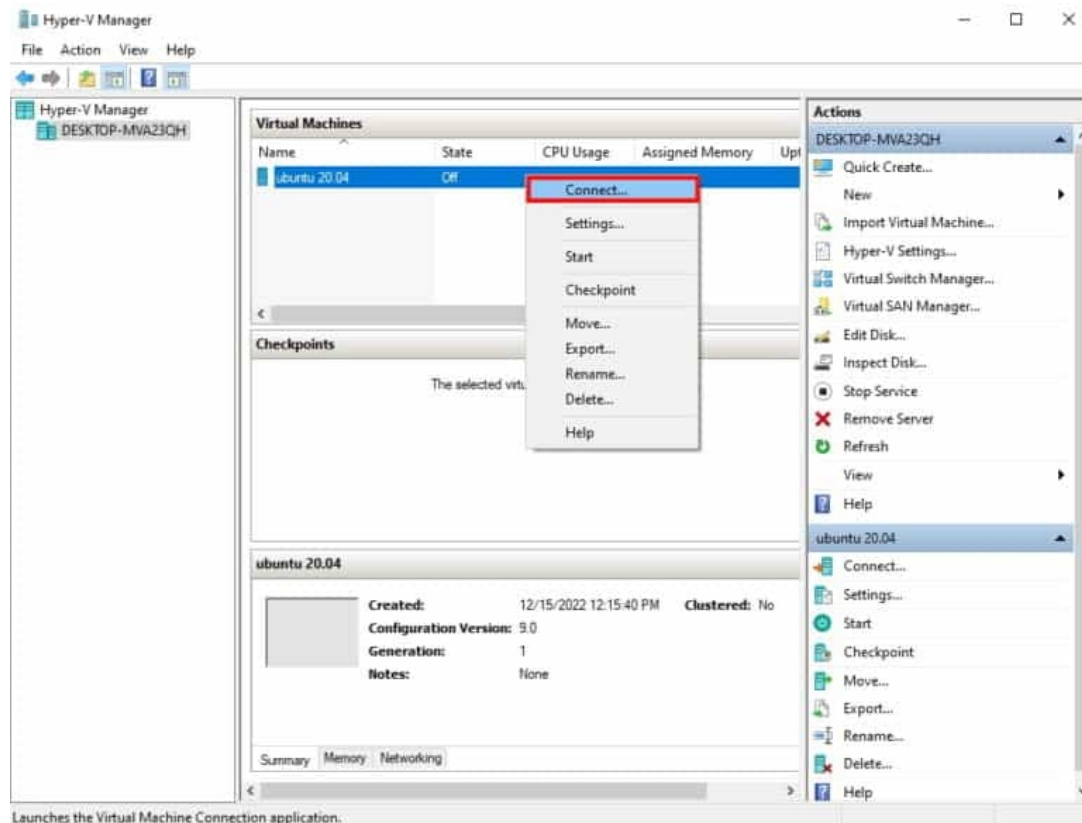 Hyper-V Manager
File Action View Help
Hyper-V Manager
DESKTOP-MVA23QH
Virtual Machines
Name State CPU Usage Assigned Memory
ubuntu 20.04 Off
Connect...
Settings...
Start
Checkpoint
Move...
Export...
Rename...
Delete...
Help
Checkpoints
The selected
ubuntu 20.04
Created: 12/15/2022 12:15:40 PM Clustered: No
Configuration Version: 9.0
Generation: 1
Notes: None
Summary Memory Networking
Actions
DESKTOP-MVA23QH
Quick Create...
New
Import Virtual Machine...
Hyper-V Settings...
Virtual Switch Manager...
Virtual SAN Manager...
Edit Disk...
Inspect Disk...
Stop Service
Remove Server
Refresh
View
Help
ubuntu 20.04
Connect...
Settings...
Start
Checkpoint
Move...
Export...
Rename...
Delete...
Help
Launches the Virtual Machine Connection application.